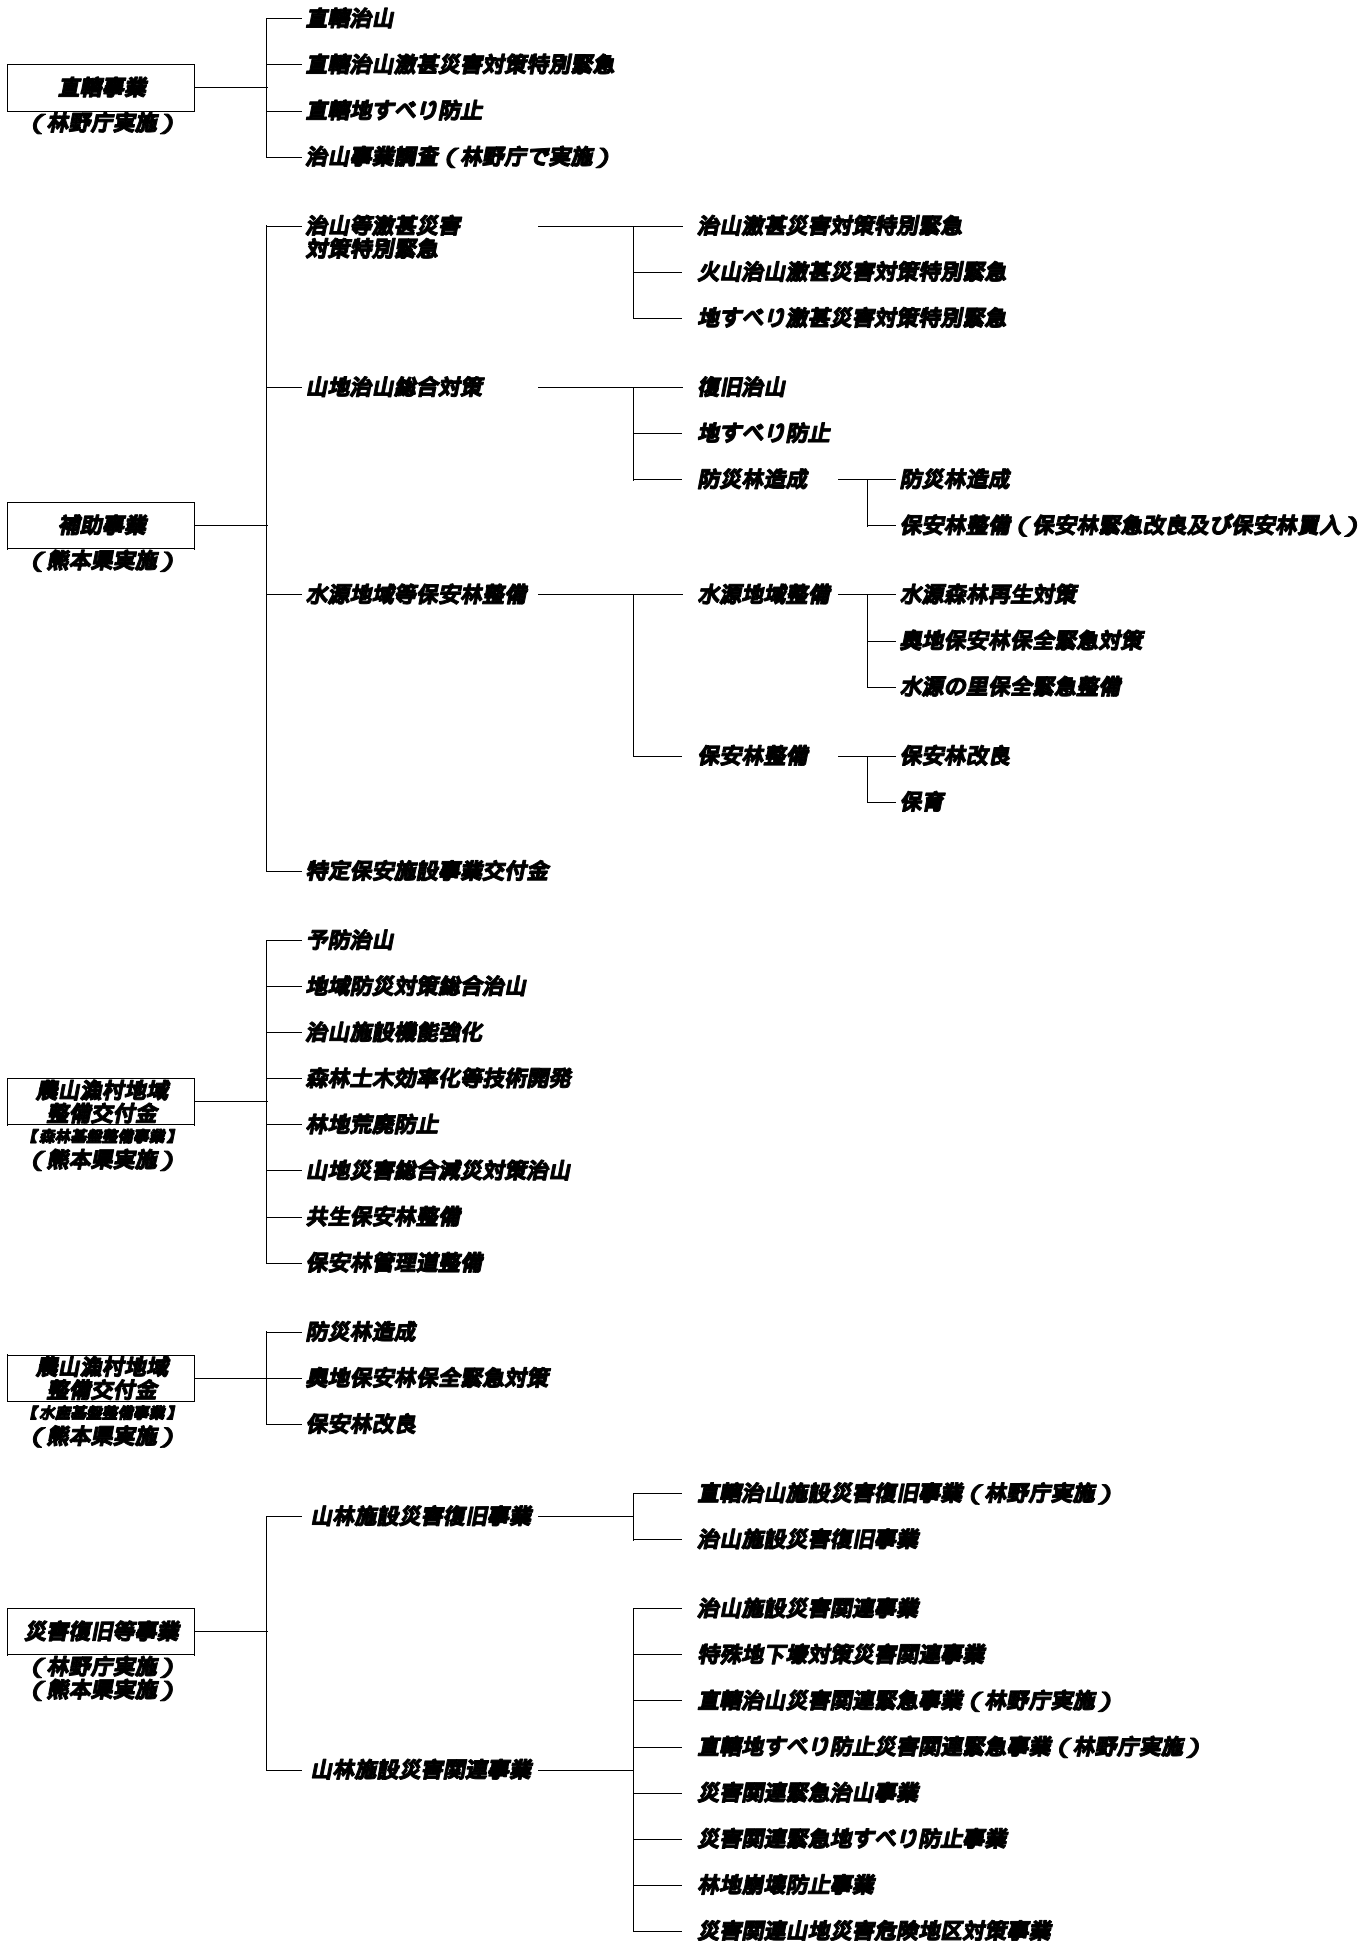 直轄事業
（林野庁実施）
直轄治山
直轄治山激甚災害対策特別緊急
直轄地すべり防止
治山事業調査（林野庁で実施）
補助事業
（熊本県実施）
治山等激甚災害
対策特別緊急
治山激甚災害対策特別緊急
火山治山激甚災害対策特別緊急
地すべり激甚災害対策特別緊急
山地治山総合対策
復旧治山
地すべり防止
防災林造成
防災林造成
保安林整備（保安林緊急改良及び保安林買入）
水源地域等保安林整備
水源地域整備
水源森林再生対策
奥地保安林保全緊急対策
水源の里保全緊急整備
保安林整備
保安林改良
保育
特定保安施設事業交付金
農山漁村地域
整備交付金
【森林基盤整備事業】
（熊本県実施）
予防治山
地域防災対策総合治山
治山施設機能強化
森林土木効率化等技術開発
林地荒廃防止
山地災害総合減災対策治山
共生保安林整備
保安林管理道整備
農山漁村地域
整備交付金
【水産基盤整備事業】
（熊本県実施）
防災林造成
奥地保安林保全緊急対策
保安林改良
災害復旧等事業
（林野庁実施）
（熊本県実施）
山林施設災害復旧事業
直轄治山施設災害復旧事業（林野庁実施）
治山施設災害復旧事業
山林施設災害関連事業
治山施設災害関連事業
特殊地下壕対策災害関連事業
直轄治山災害関連緊急事業（林野庁実施）
直轄地すべり防止災害関連緊急事業（林野庁実施）
災害関連緊急治山事業
災害関連緊急地すべり防止事業
林地崩壊防止事業
災害関連山地災害危険地区対策事業